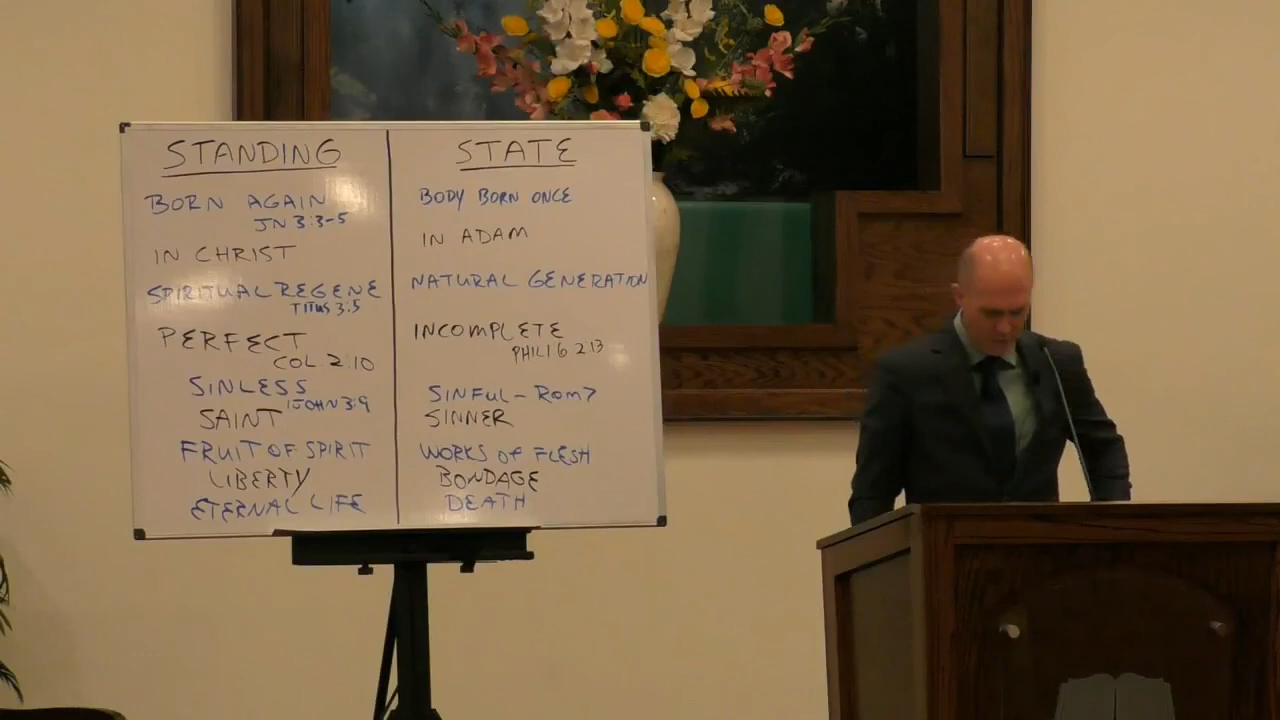 STANDING
BORN AGAIN
JN 3:3-5
IN CHRIST
SPIRITUAL REGENE
TITUS 3:5
PERFECT
COL 2:10
SINLESS
1JOHN 3:9
SAINT
FRUIT OF SPIRIT
LIBERTY
ETERNAL LIFE
STATE
BODY BORN ONCE
IN ADAM
NATURAL GENERATION
INCOMPLETE
PHIL 1:6 2:13
SINFUL - ROM 7
SINNER
WORKS OF FLESH
BONDAGE
DEATH